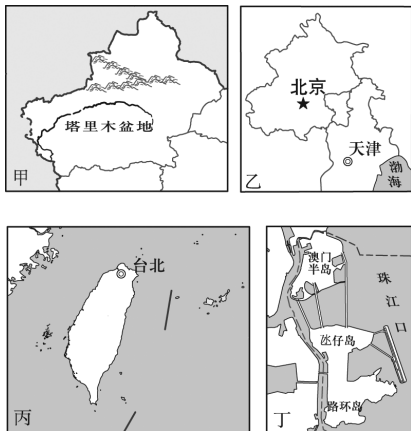 塔里木盆地
甲
北京
天津
渤海
乙
台北
丙
澳门
半岛
珠江口
氹仔岛
路环岛
丁